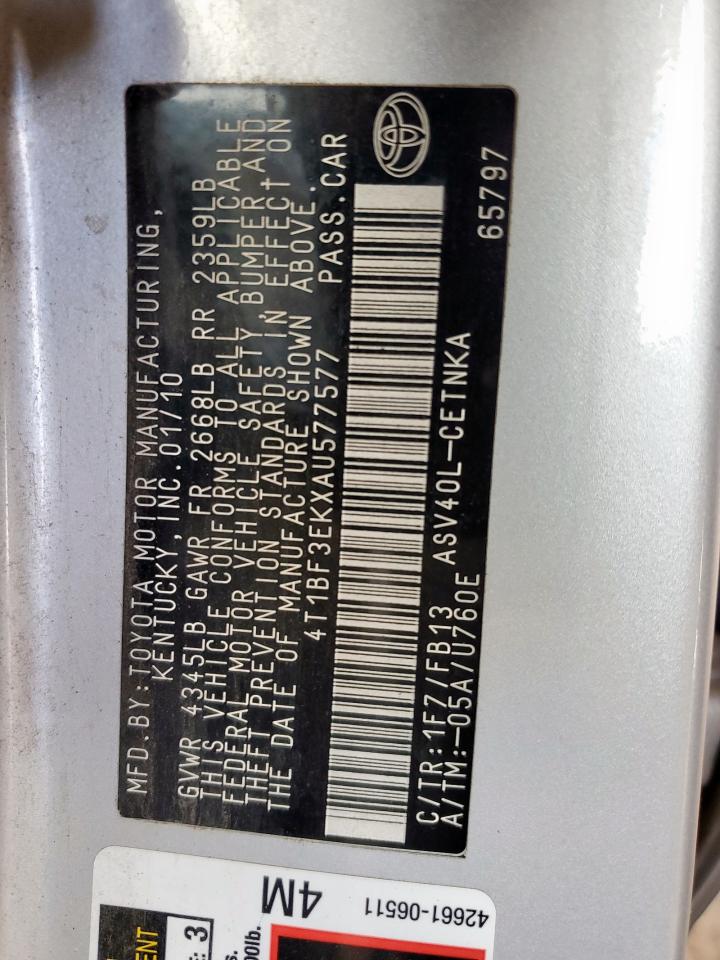 MFD.BY:TOYOTA MOTOR MANUFACTURING,
KENTUCKY,INC.01/10
GVWR 4345LB GAWR FR 2668LB RR 2359LB
THIS VEHICLE CONFORMS TO ALL APPLICABLE
FEDERAL MOTOR VEHICLE SAFETY,BUMPER AND
THEFT PREVENTION STANDARDS IN EFFECT ON
THE DATE OF MANUFACTURE SHOWN ABOVE.
4T1BF3EKXAU577577 PASS.CAR
C/TR:1F7/FB13 ASV40L-CETNKA
A/TM:-05A/U760E
65797
4M
42661-06511
3
00lb.